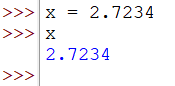 >>> x = 2.7234
>>> x
2.7234
>>>